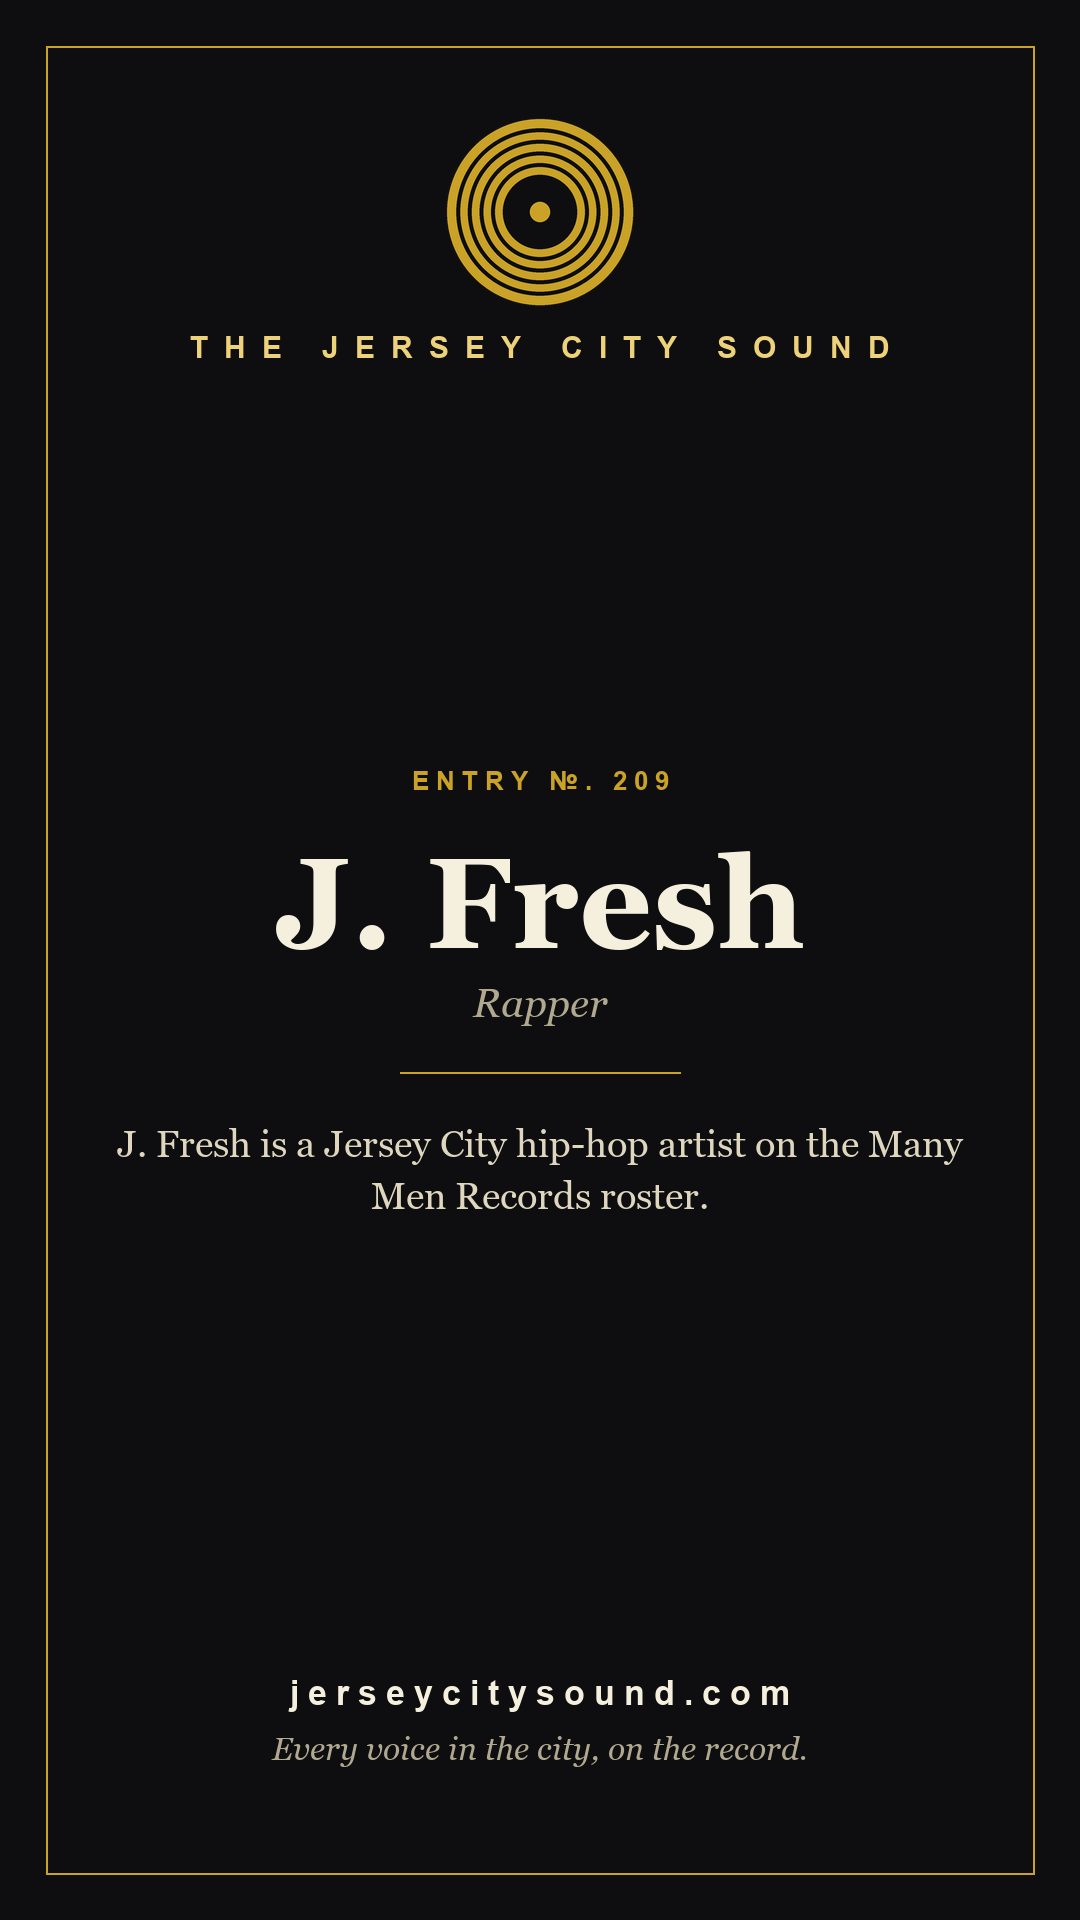 THE JERSEY CITY SOUND
ENTRY №. 209
J. Fresh
Rapper
J. Fresh is a Jersey City hip-hop artist on the Many
Men Records roster.
jerseycitysound.com
Every voice in the city, on the record.